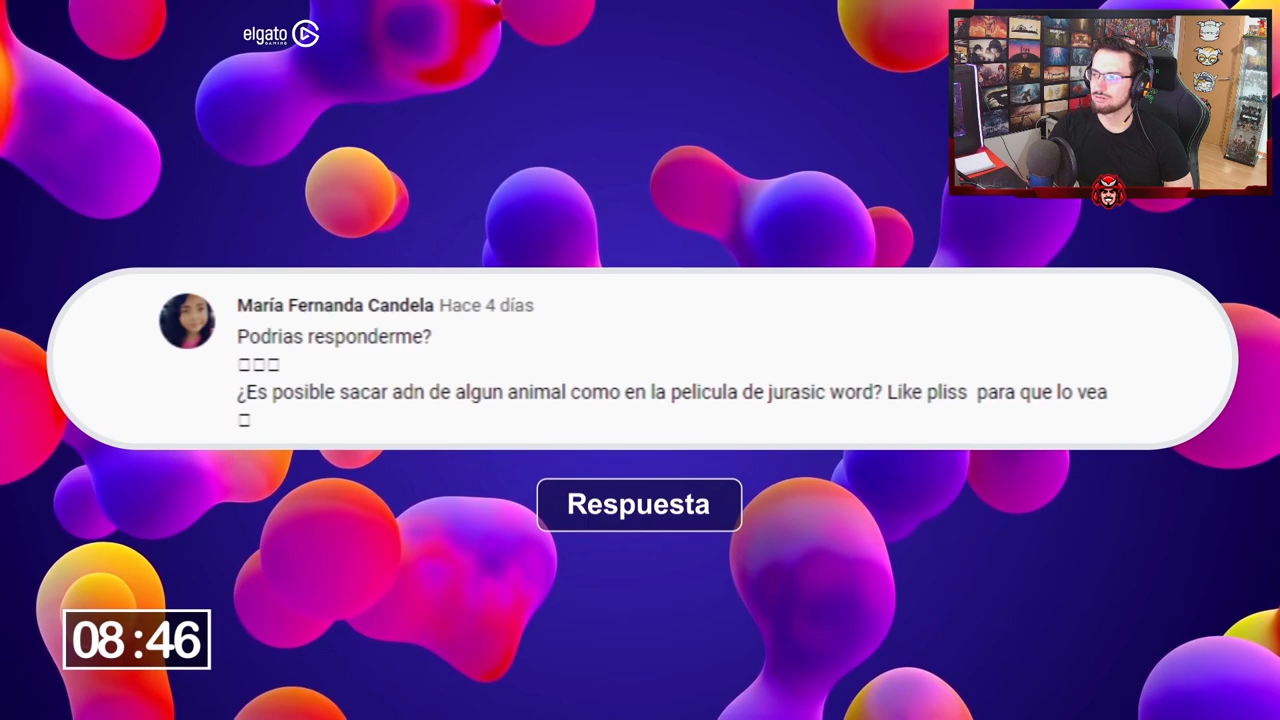 elgato
GAMING
María Fernanda Candela Hace 4 días
Podrias responderme?
¿Es posible sacar adn de algun animal como en la pelicula de jurasic word? Like pliss para que lo vea
Respuesta
08:46